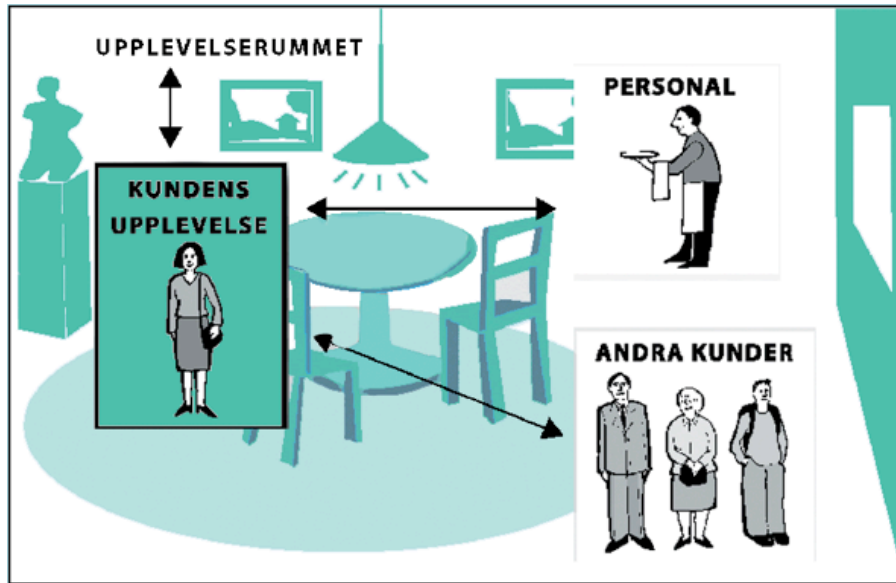 UPPLEVELSERUMMET
PERSONAL
KUNDENS
UPPLEVELSE
ANDRA KUNDER